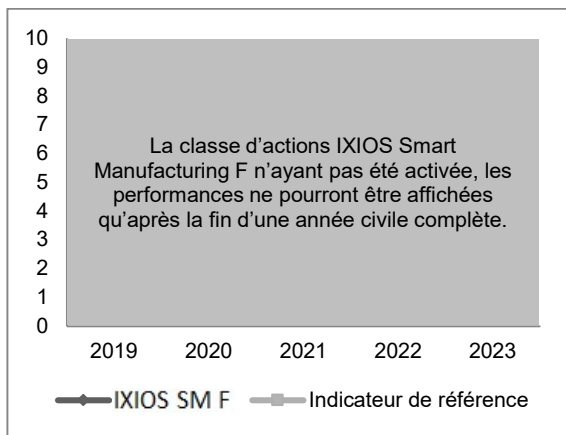 10
9
8
7
6
5
4
3
2
1
0
La classe d’actions IXIOS Smart
Manufacturing F n’ayant pas été activée, les
performances ne pourront être affichées
qu’après la fin d’une année civile complète.
2019 2020 2021 2022 2023
IXIOS SM F Indicateur de référence